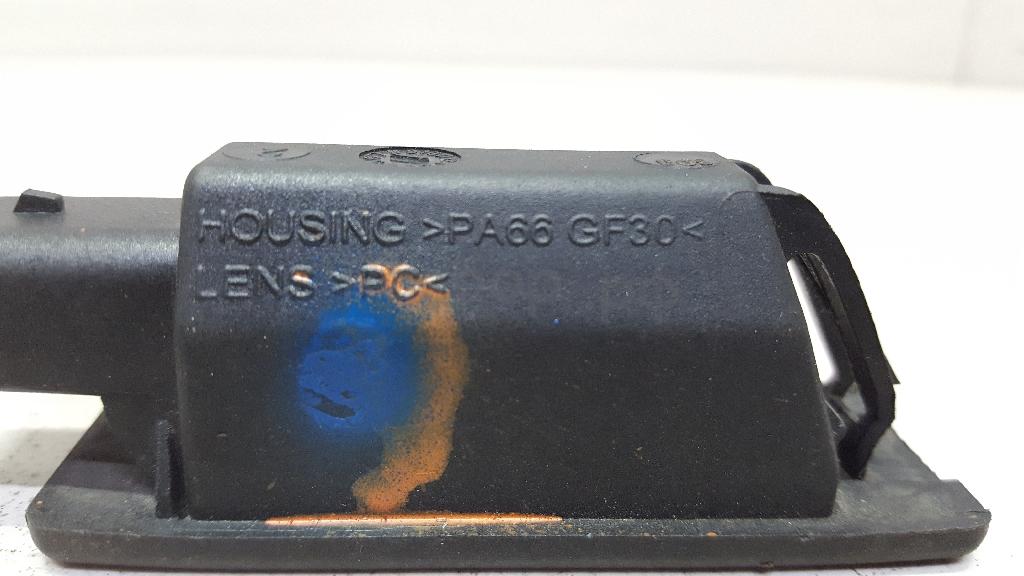 HOUSING >PA66 GF30<
LENS >PC<